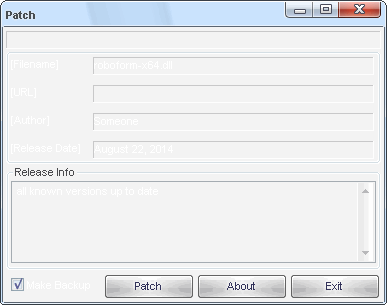 Patch
[Filename] roboform-x64.dll
[URL]
[Author] Someone
[Release Date] August 22, 2014
Release Info
all known versions up to date
Make Backup Patch About Exit